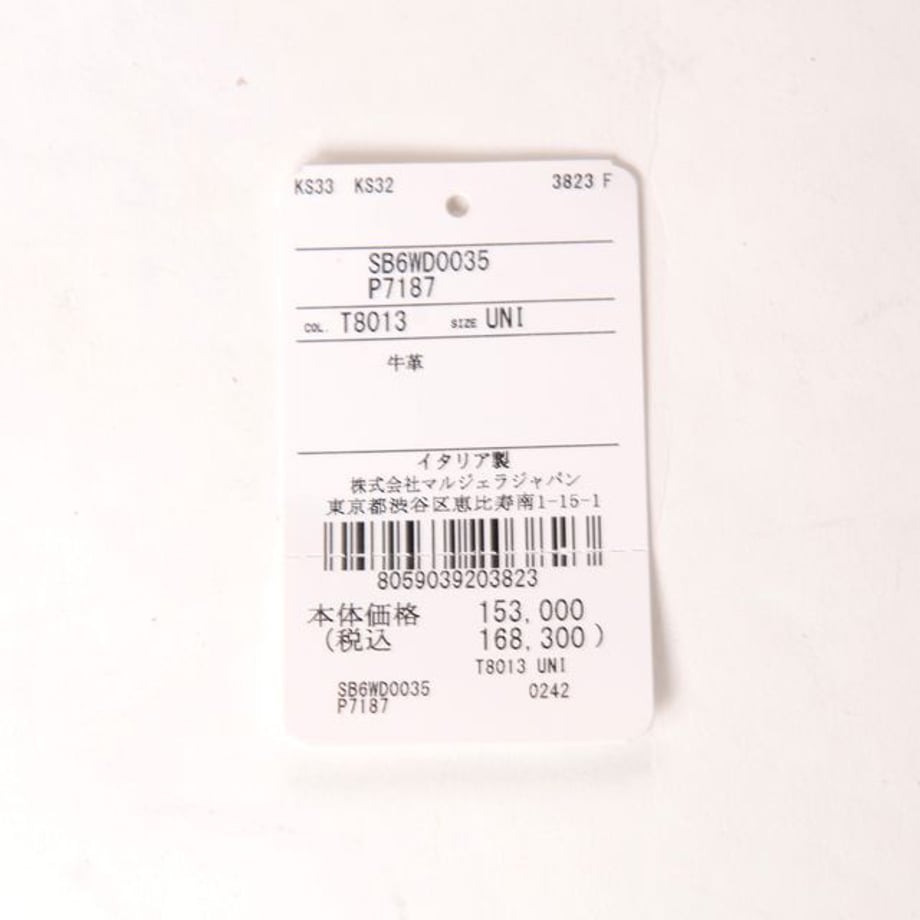 KS33 KS32 3823 F
SB6WD0035
P7187
COL. T8013 SIZE UNI
牛革
イタリア製
株式会社マルジェラジャパン
東京都渋谷区恵比寿南1-15-1
8059039203823
本体価格 153,000
(税込 168,300)
T8013 UNI
SB6WD0035 0242
P7187